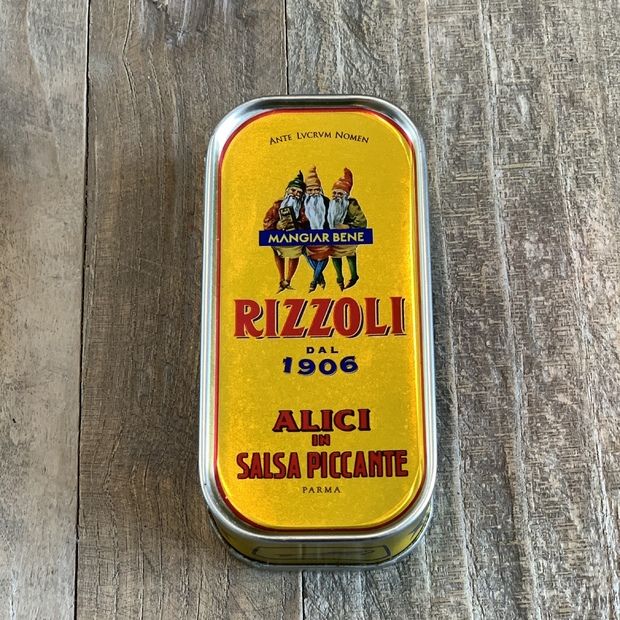 ANTE LVCRVM NOMEN
MANGIAR BENE
RIZZOLI
DAL
1906
ALICI
IN
SALSA PICCANTE
PARMA